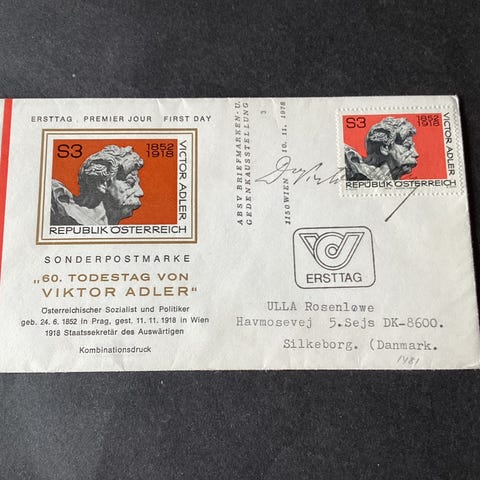 ERSTTAG . PREMIER JOUR FIRST DAY
S3
1852
1918
VICTOR ADLER
REPUBLIK ÖSTERREICH
SONDERPOSTMARKE
„60. TODESTAG VON
VIKTOR ADLER“
Österreichischer Sozialist und Politiker
geb. 24. 6. 1852 in Prag, gest. 11. 11. 1918 in Wien
1918 Staatssekretär des Auswärtigen
Kombinationsdruck
ABSV BRIEFMARKEN- U.
GEDENKAUSSTELLUNG
3
1150 WIEN 10. 11. 1978
S3
1852
1918
VICTOR ADLER
REPUBLIK ÖSTERREICH
ERSTTAG
ULLA Rosenløwe
Havmosevej 5.Sejs DK-8600.
Silkeborg. (Danmark.
1981